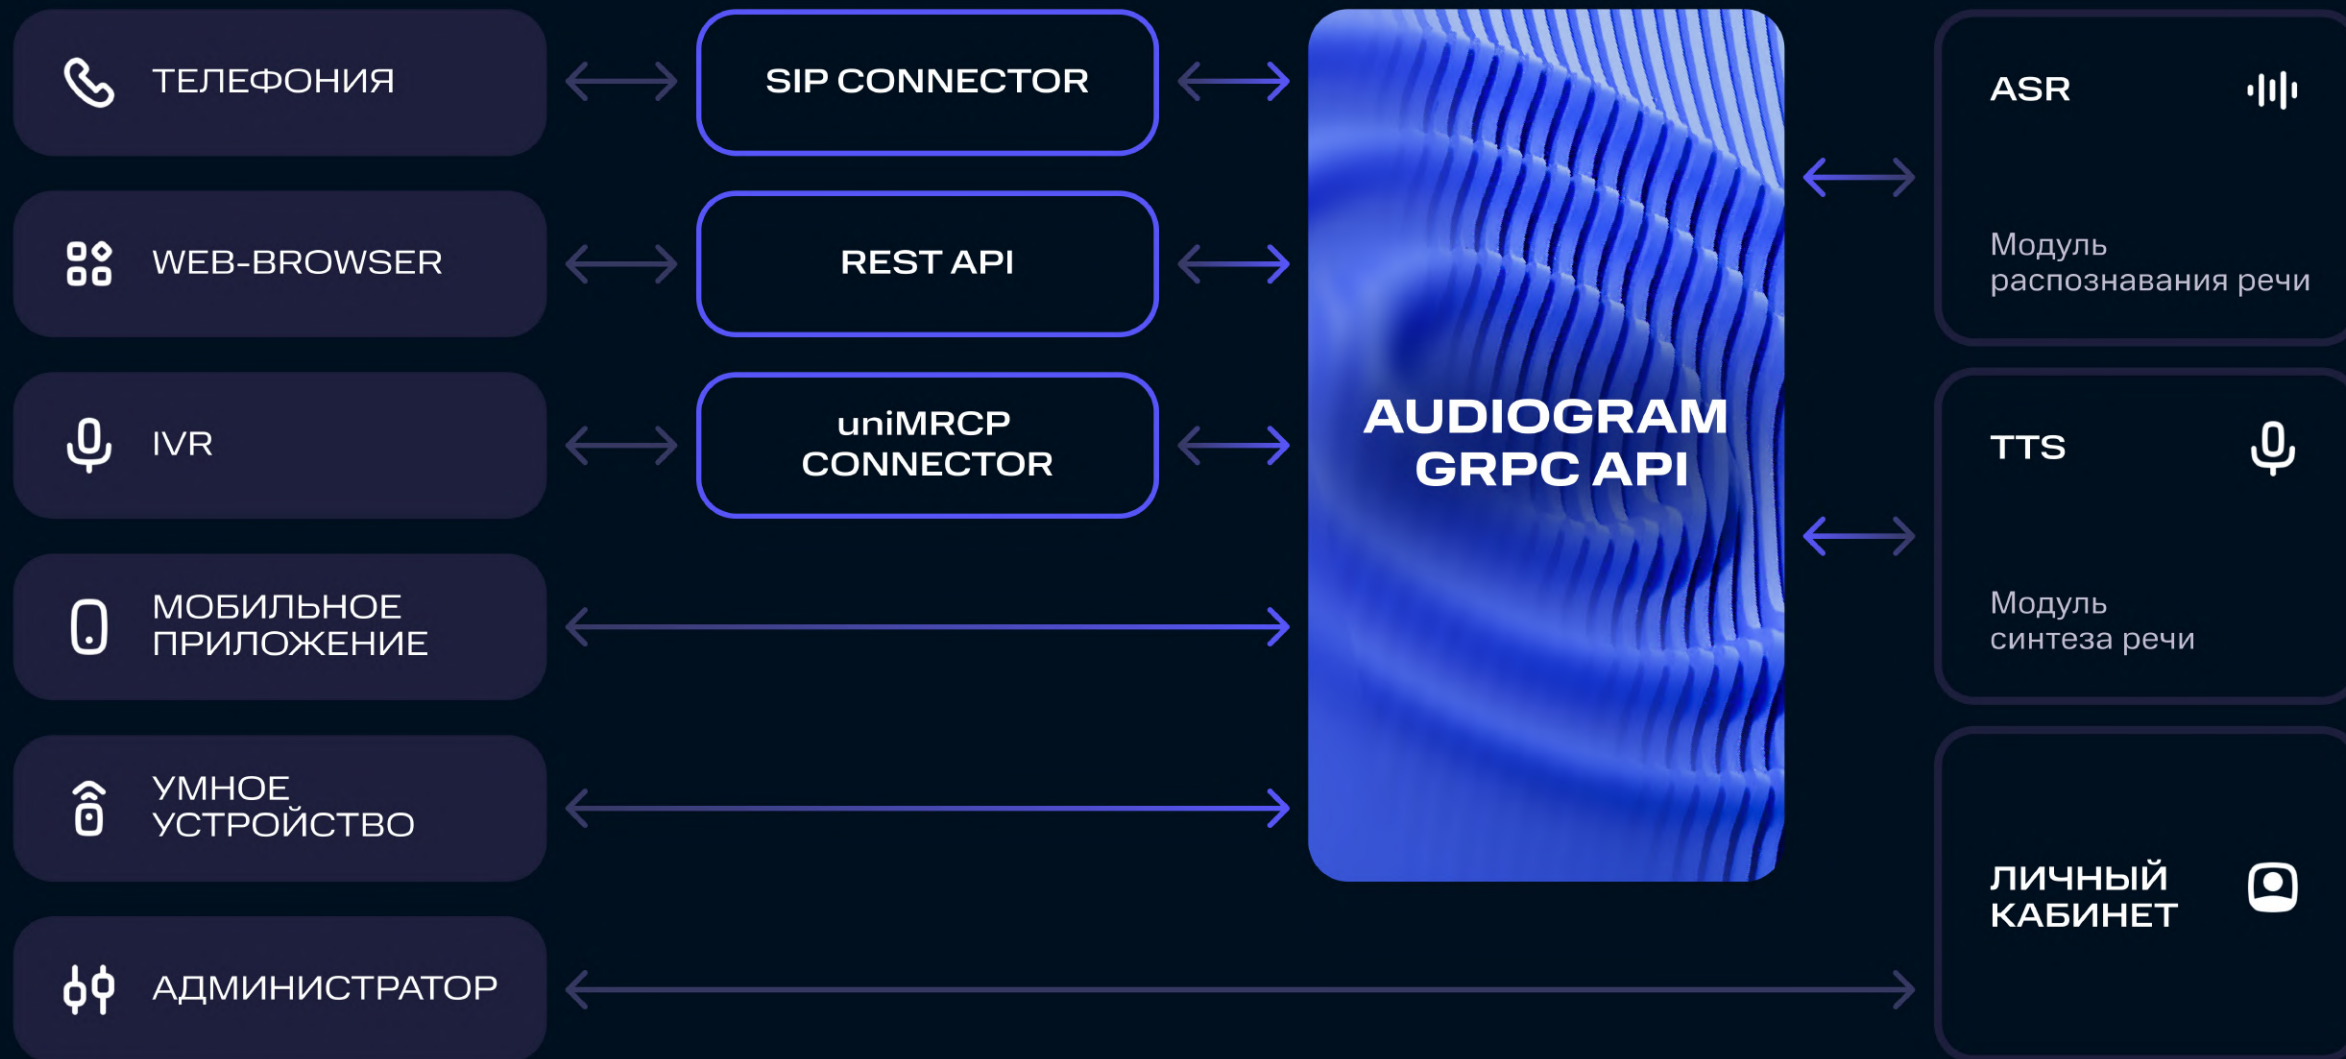 ТЕЛЕФОНИЯ
SIP CONNECTOR
WEB-BROWSER
REST API
IVR
uniMRCP
CONNECTOR
МОБИЛЬНОЕ
ПРИЛОЖЕНИЕ
УМНОЕ
УСТРОЙСТВО
АДМИНИСТРАТОР
AUDIOGRAM
GRPC API
ASR
Модуль
распознавания речи
TTS
Модуль
синтеза речи
ЛИЧНЫЙ
КАБИНЕТ